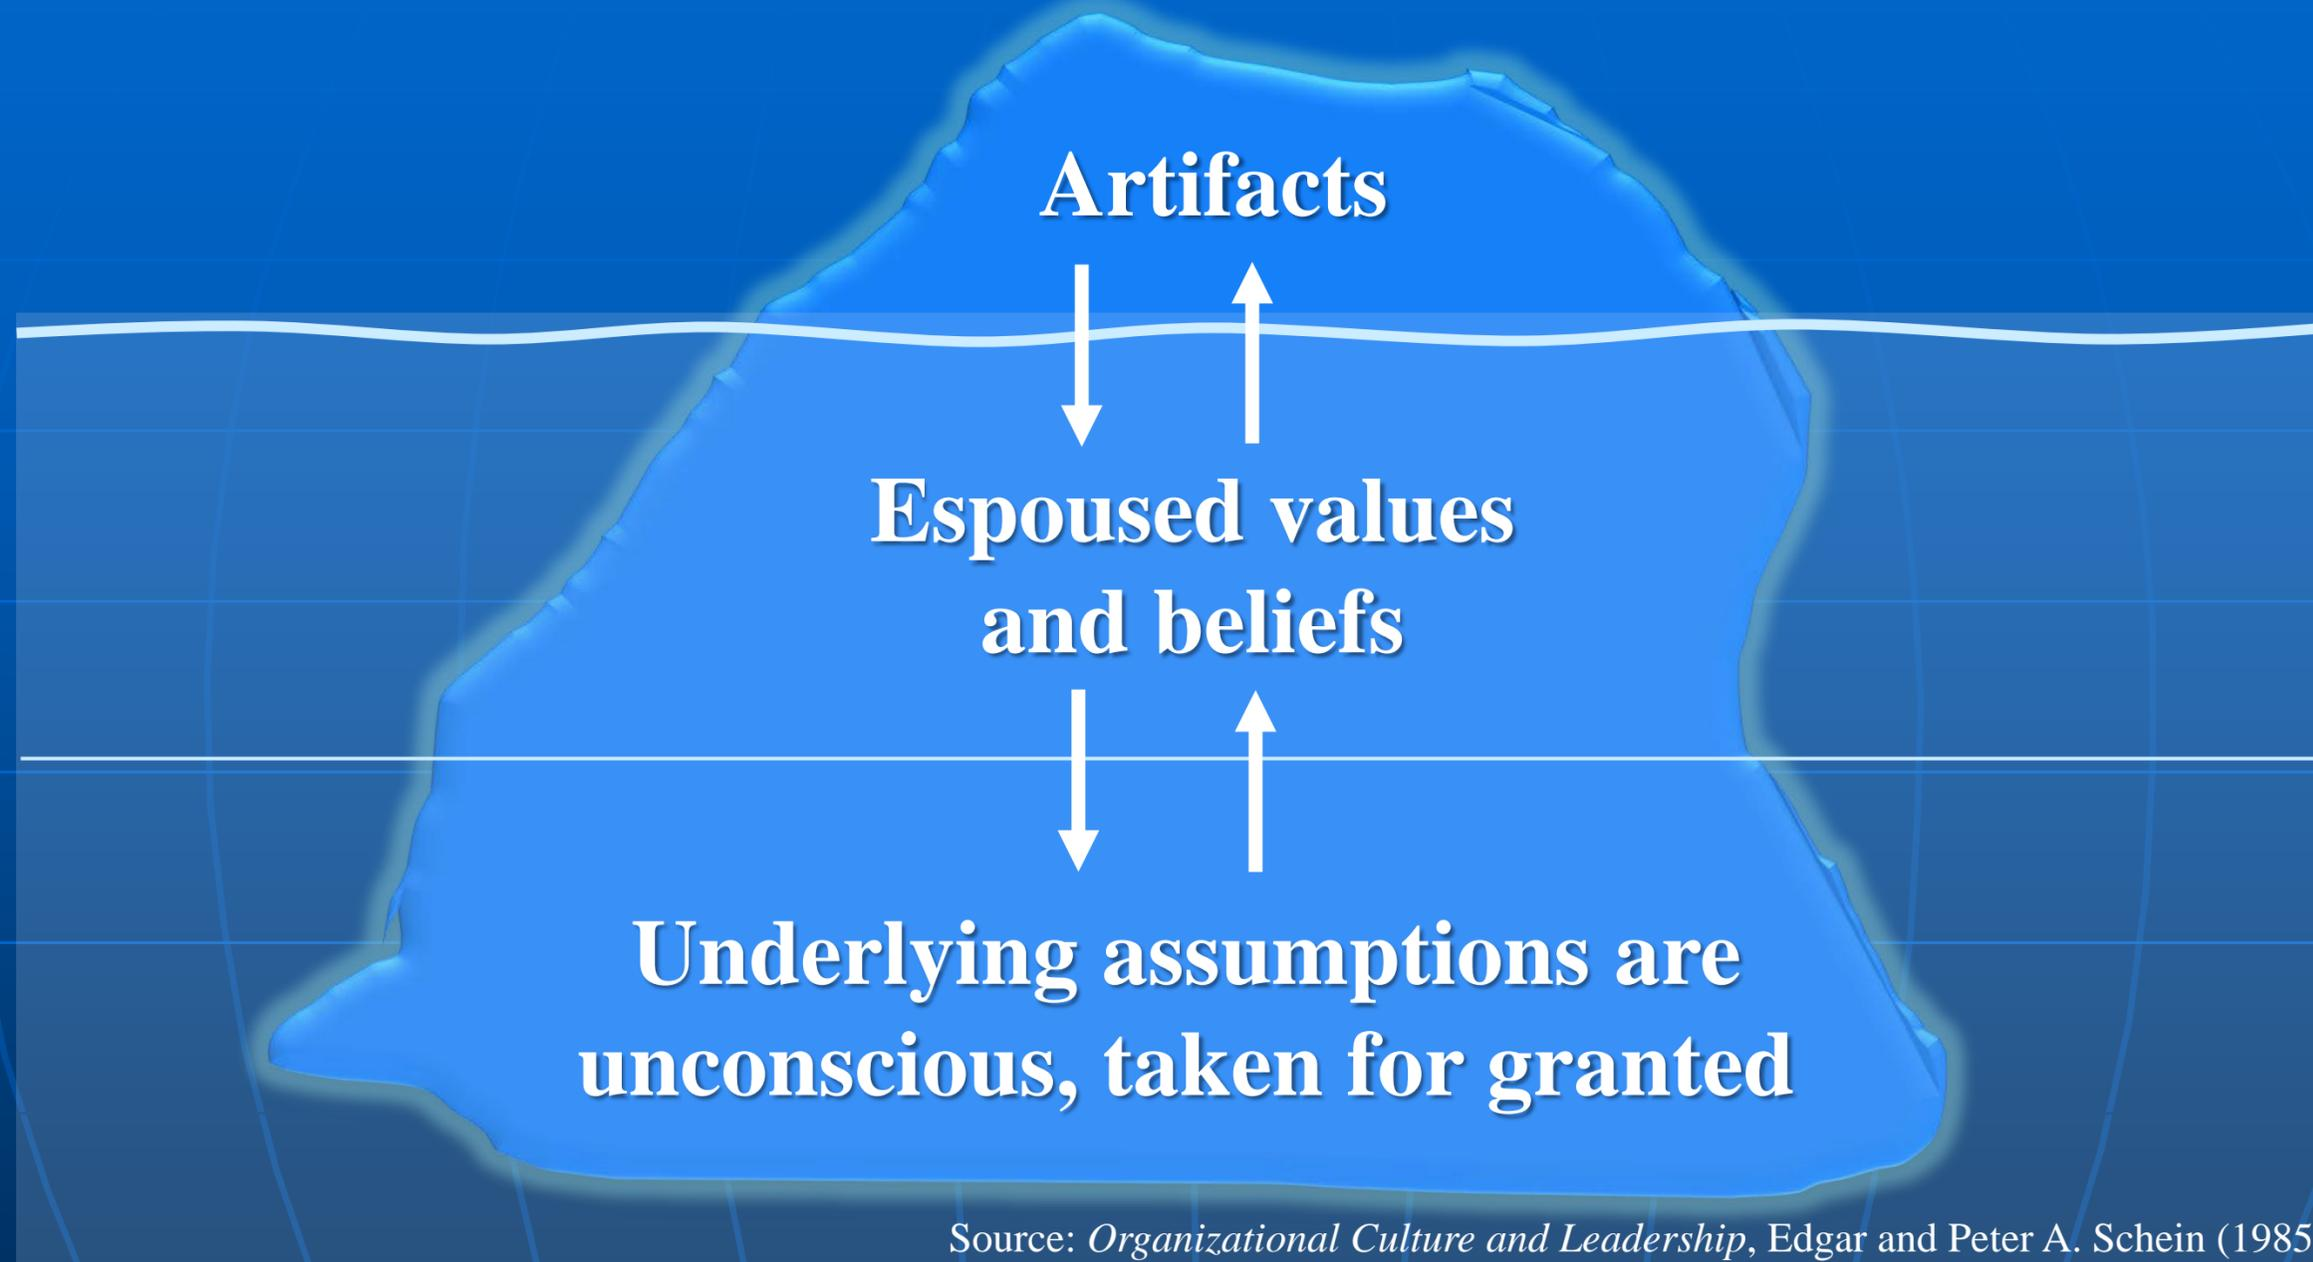 Artifacts
Espoused values
and beliefs
Underlying assumptions are
unconscious, taken for granted
Source: Organizational Culture and Leadership, Edgar and Peter A. Schein (1985